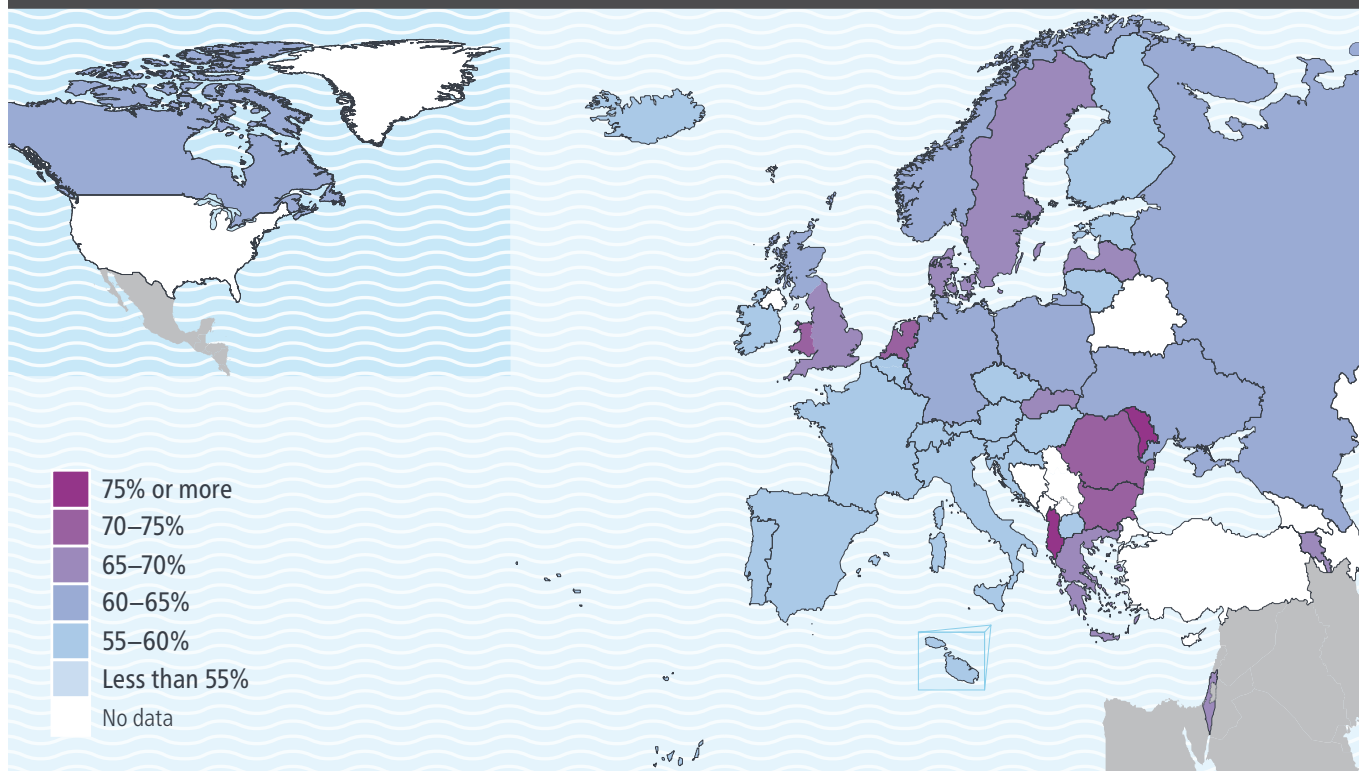 75% or more
70–75%
65–70%
60–65%
55–60%
Less than 55%
No data